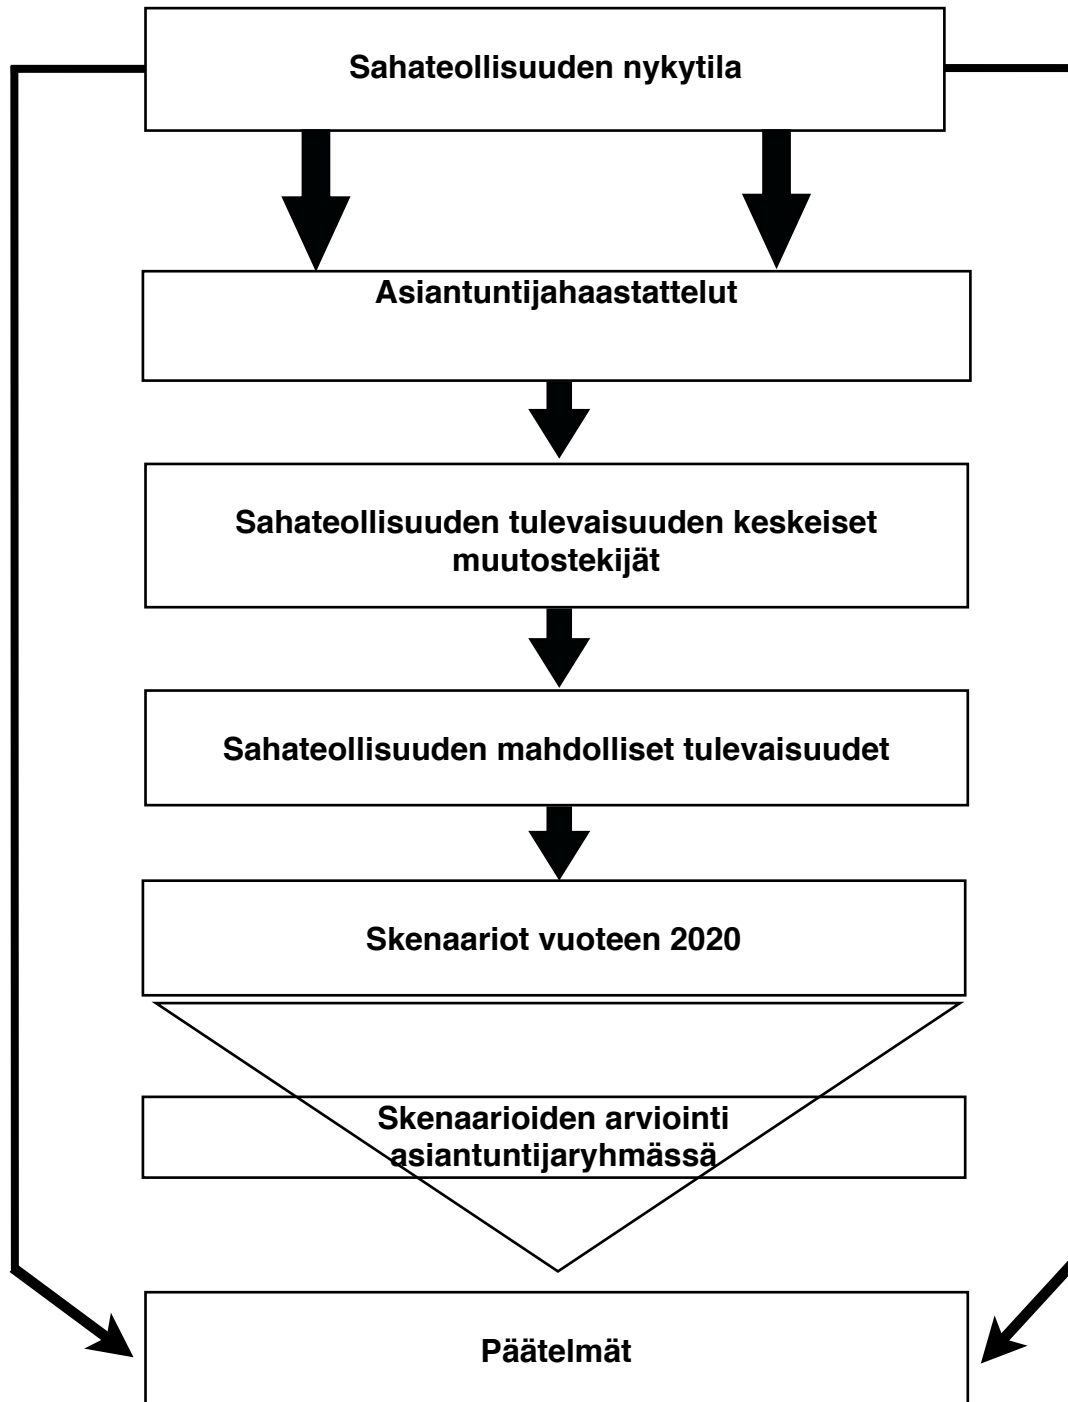 Sahateollisuuden nykytila
Asiantuntijahaastattelut
Sahateollisuuden tulevaisuuden keskeiset
muutostekijät
Sahateollisuuden mahdolliset tulevaisuudet
Skenaariot vuoteen 2020
Skenaarioiden arviointi
asiantuntijaryhmässä
Päätelmät